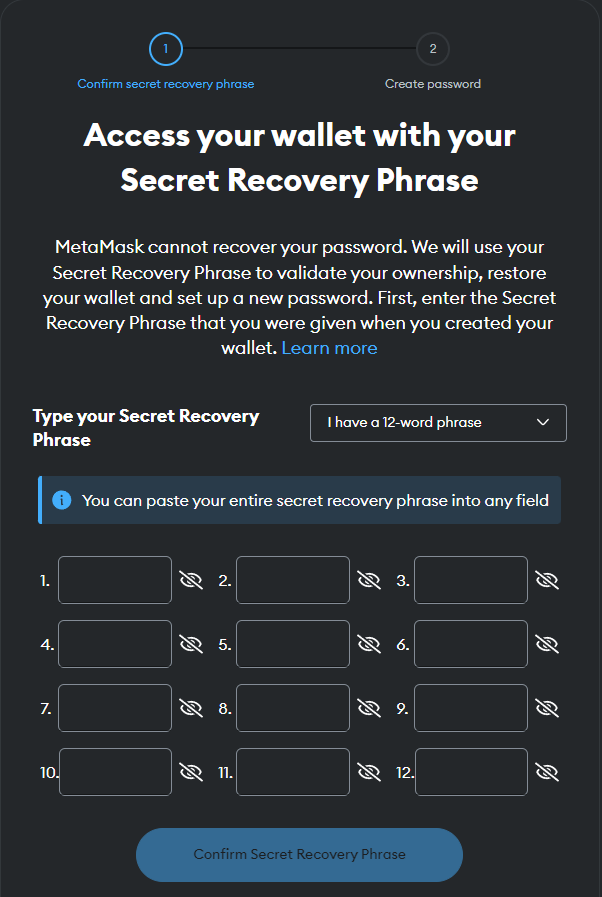 1
2
Confirm secret recovery phrase
Create password
Access your wallet with your
Secret Recovery Phrase
MetaMask cannot recover your password. We will use your
Secret Recovery Phrase to validate your ownership, restore
your wallet and set up a new password. First, enter the Secret
Recovery Phrase that you were given when you created your
wallet. Learn more
Type your Secret Recovery
Phrase
I have a 12-word phrase
You can paste your entire secret recovery phrase into any field
1. 2. 3.
4. 5. 6.
7. 8. 9.
10. 11. 12.
Confirm Secret Recovery Phrase